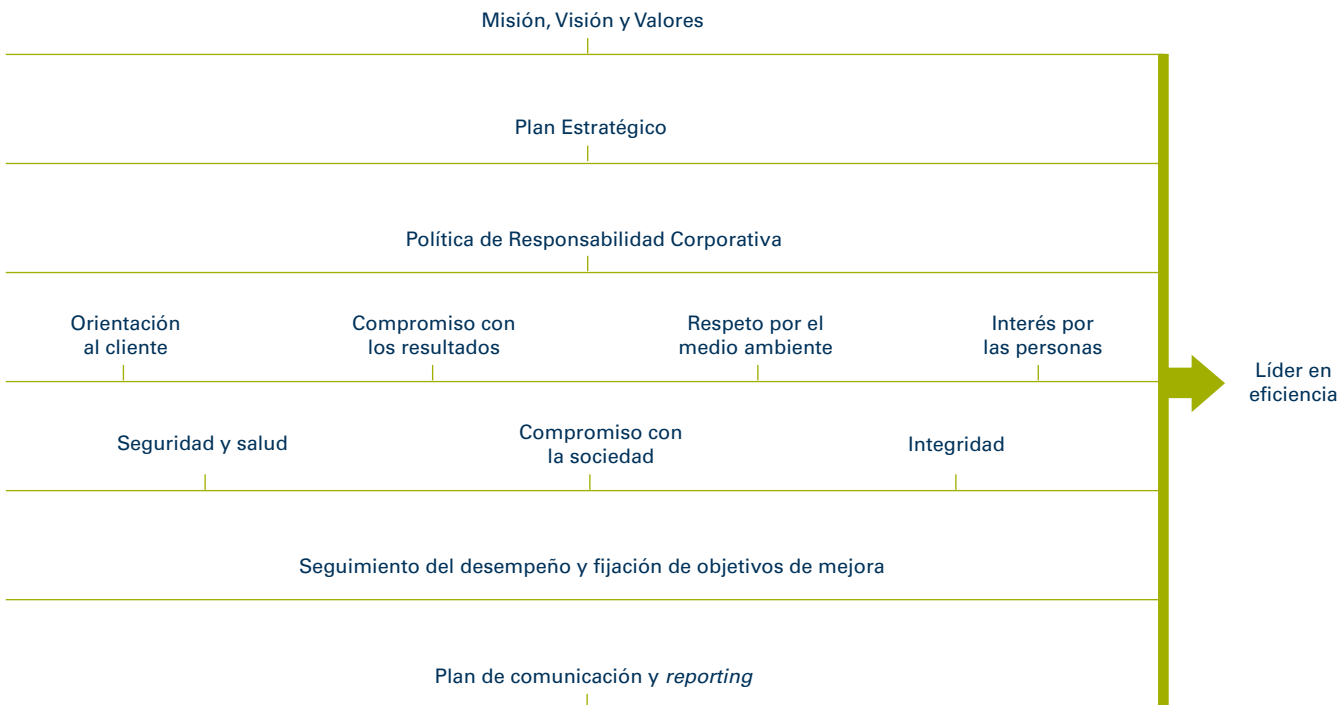 Misión, Visión y Valores
Plan Estratégico
Política de Responsabilidad Corporativa
Orientación
al cliente
Compromiso con
los resultados
Respeto por el
medio ambiente
Interés por
las personas
Líder en
eficiencia
Seguridad y salud
Compromiso con
la sociedad
Integridad
Seguimiento del desempeño y fijación de objetivos de mejora
Plan de comunicación y reporting